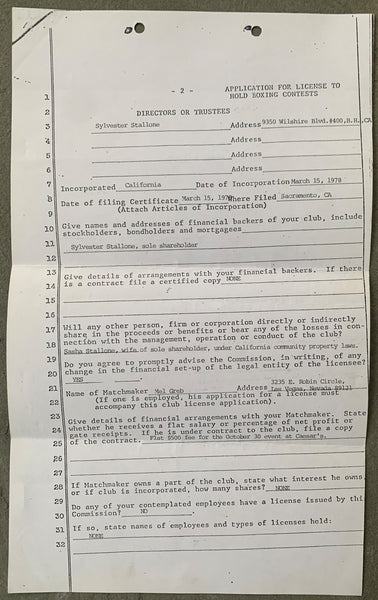 - 2 -
APPLICATION FOR LICENSE TO
HOLD BOXING CONTESTS
1
2 DIRECTORS OR TRUSTEES
3 Sylvester Stallone Address 9350 Wilshire Blvd.#400,B.H.,CA
4 Address
5 Address
6 Address
7 Incorporated California Date of Incorporation March 15, 1978
8 Date of filing Certificate March 15, 1978 Where Filed Sacramento, CA
9 (Attach Articles of Incorporation)
10 Give names and addresses of financial backers of your club, include
stockholders, bondholders and mortgagees
11 Sylvester Stallone, sole shareholder
12
13 Give details of arrangements with your financial backers. If there
14 is a contract file a certified copy NONE
15
16
17 Will any other person, firm or corporation directly or indirectly
share in the proceeds or benefits or bear any of the losses in con-
18 nection with the management, operation or conduct of the club?
19 Sasha Stallone, wife of sole shareholder, under California community property laws.
Do you agree to promptly advise the Commission, in writing, of any
20 change in the financial set-up of the legal entity of the licensee?
YES
21 Name of Matchmaker Mel Greb Address 3235 E. Robin Circle,
Las Vegas, Nevada 89121
22 (If one is employed, his application for a license must
accompany this club license application)
23 Give details of financial arrangements with your Matchmaker. State
24 whether he receives a flat salary or percentage of net profit or
gate receipts. If he is under contract to the club, file a copy
25 of the contract. Flat $500 fee for the October 30 event at Caesar's.
26
27
28 If Matchmaker owns a part of the club, state what interest he owns,
or if club is incorporated, how many shares? NONE
29 Do any of your contemplated employees have a license issued by this
30 Commission? NO
31 If so, state names of employees and types of licenses held:
NONE
32